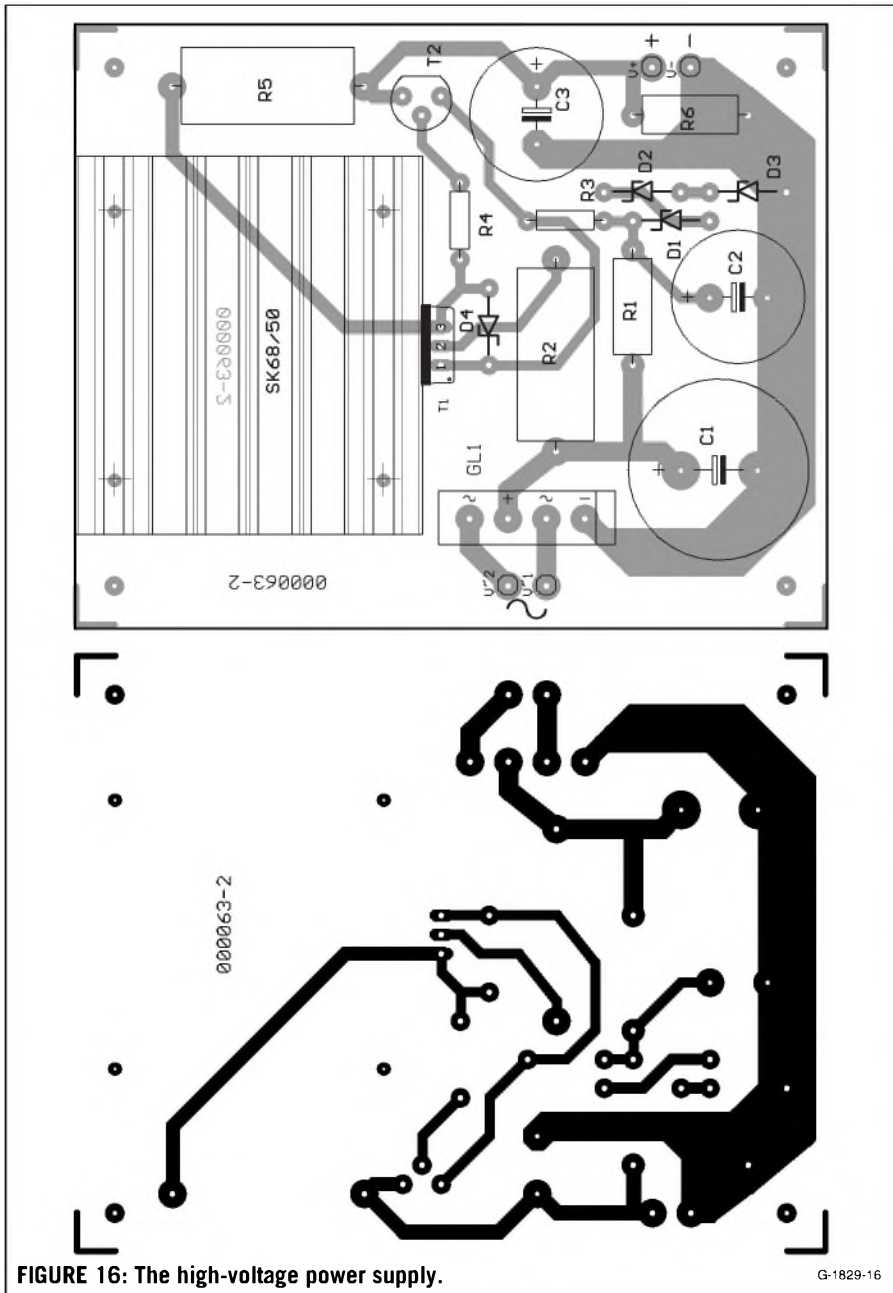 R5
T2
C3
+
V+
+
V-
-
R6
D2
D3
R3
D1
R4
D4
000063-2
SK68/50
3
2
1
T1
R2
R1
+
C2
+
C1
GL1
~
+
~
-
000063-2
~
000063-2
FIGURE 16: The high-voltage power supply.
G-1829-16